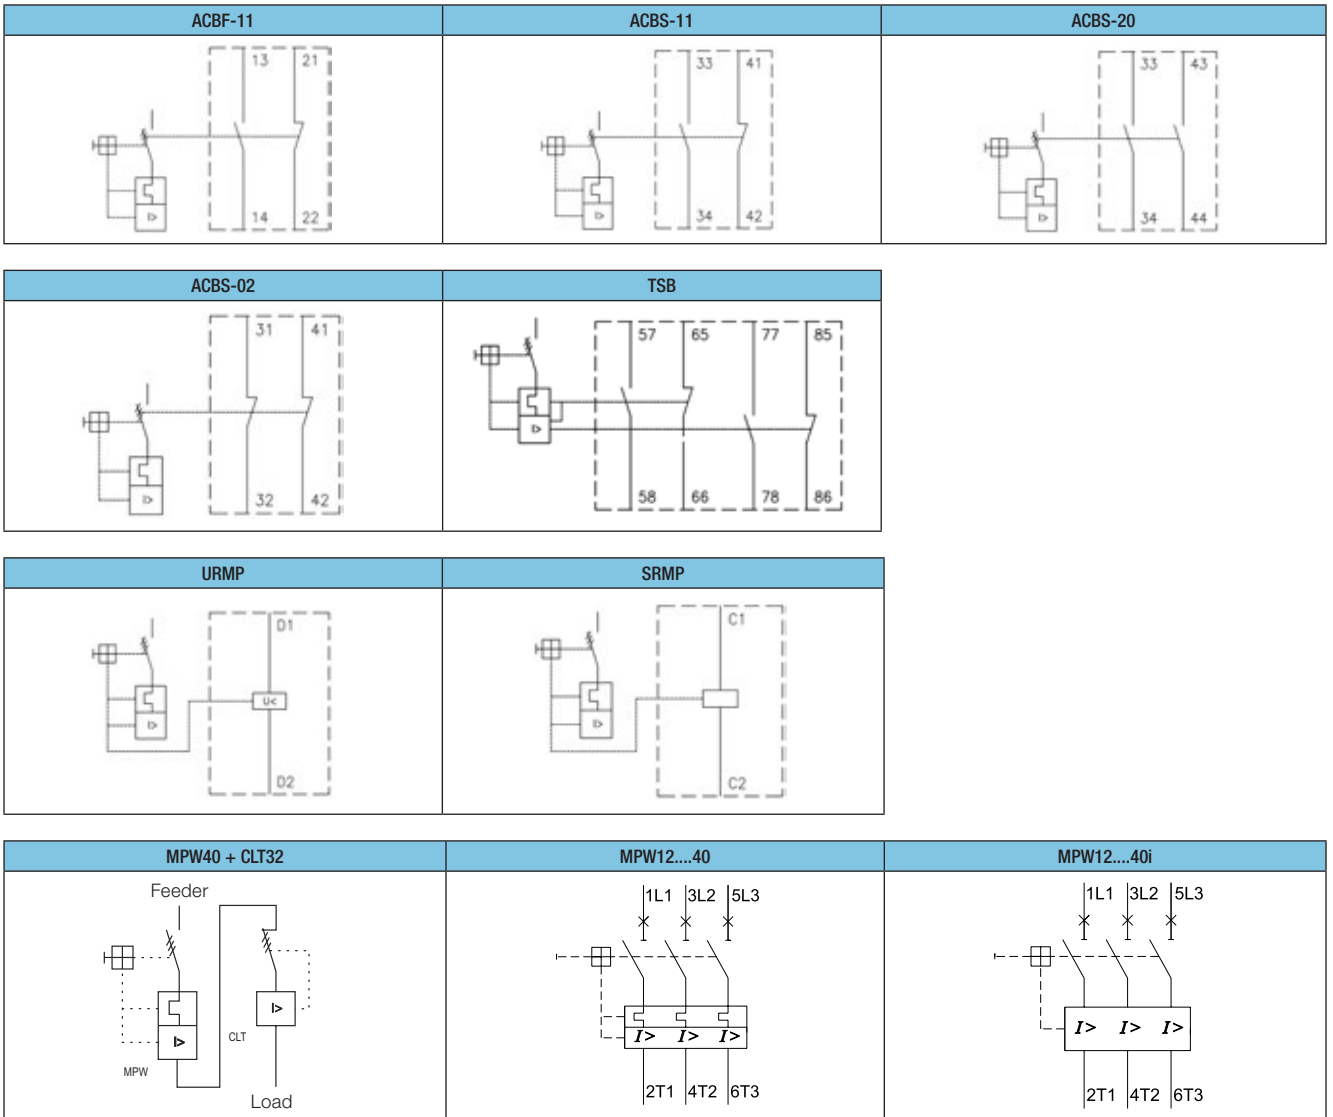 ACBF-11 ACBS-11 ACBS-20
13 21 33 41 33 43
I> I> I>
14 22 34 42 34 44
ACBS-02 TSB
31 41 57 65 77 85
I> I>
32 42 58 66 78 86
URMP SRMP
D1 C1
U<
I> I>
D2 C2
MPW40 + CLT32 MPW12....40 MPW12....40i
Feeder 1L1 3L2 5L3 1L1 3L2 5L3
I> I> I> I> I> I> I> I>
CLT
MPW
Load 2T1 4T2 6T3 2T1 4T2 6T3